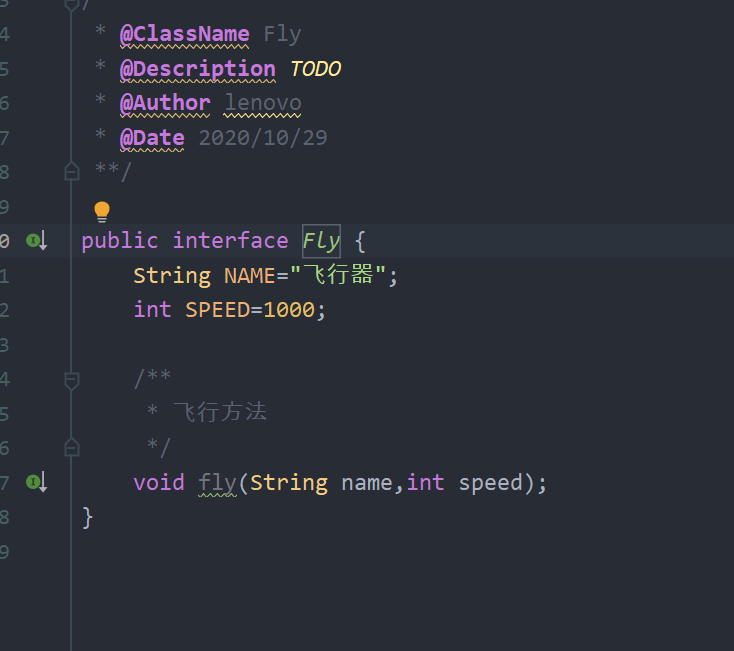 3 /
4 * @ClassName Fly
5 * @Description TODO
6 * @Author lenovo
7 * @Date 2020/10/29
8 **/
9
0 public interface Fly {
1 String NAME="飞行器";
2 int SPEED=1000;
3
4 /**
5 * 飞行方法
6 */
7 void fly(String name,int speed);
8 }
9